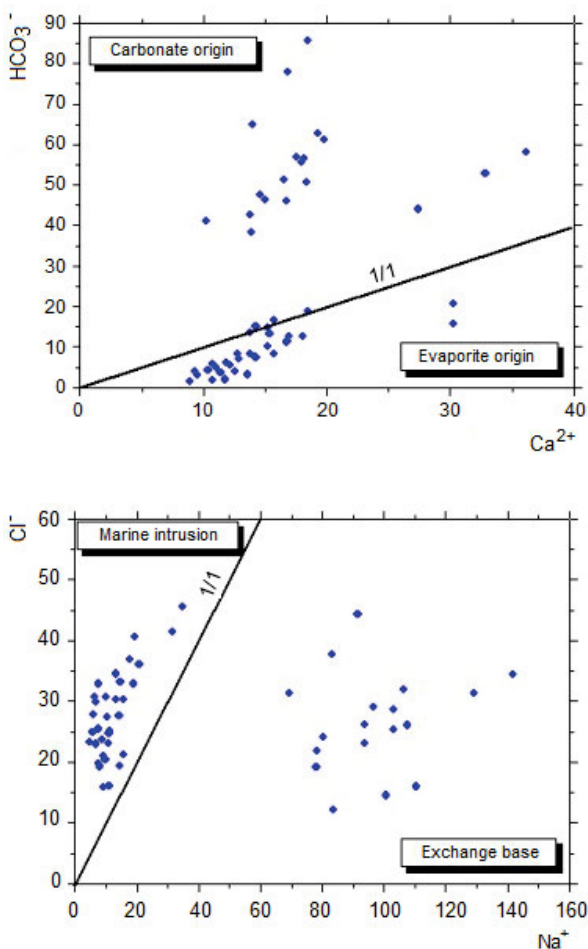 HCO₃⁻
90
80
70
60
50
40
30
20
10
0
Carbonate origin
1/1
Evaporite origin
0 10 20 30 40
Ca²⁺
Cl⁻
60
50
40
30
20
10
0
Marine intrusion
1/1
Exchange base
0 20 40 60 80 100 120 140 160
Na⁺